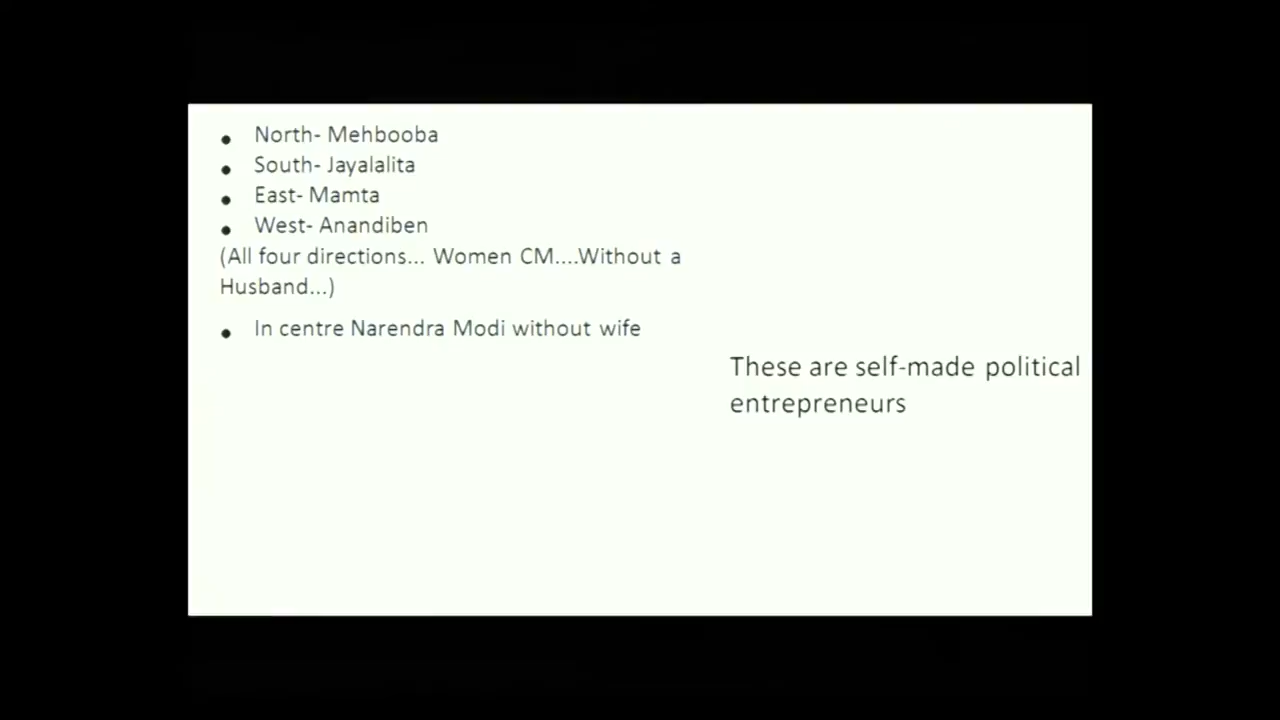 • North- Mehbooba
• South- Jayalalita
• East- Mamta
• West- Anandiben
(All four directions... Women CM....Without a
Husband...)
• In centre Narendra Modi without wife
These are self-made political
entrepreneurs